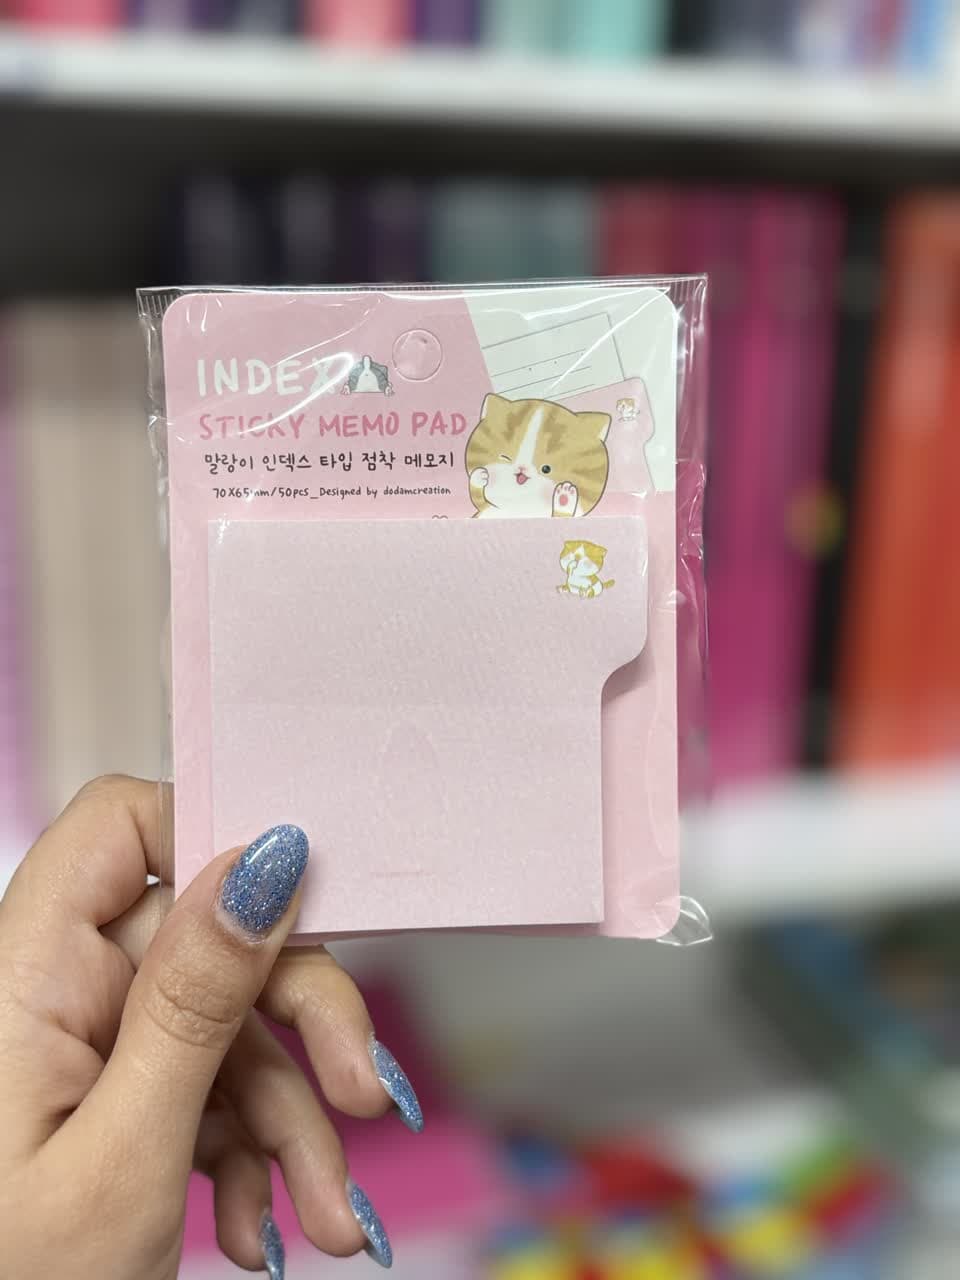 INDEX
STICKY MEMO PAD
말랑이 인덱스 타입 점착 메모지
70X65mm/50pcs_Designed by dodamcreation